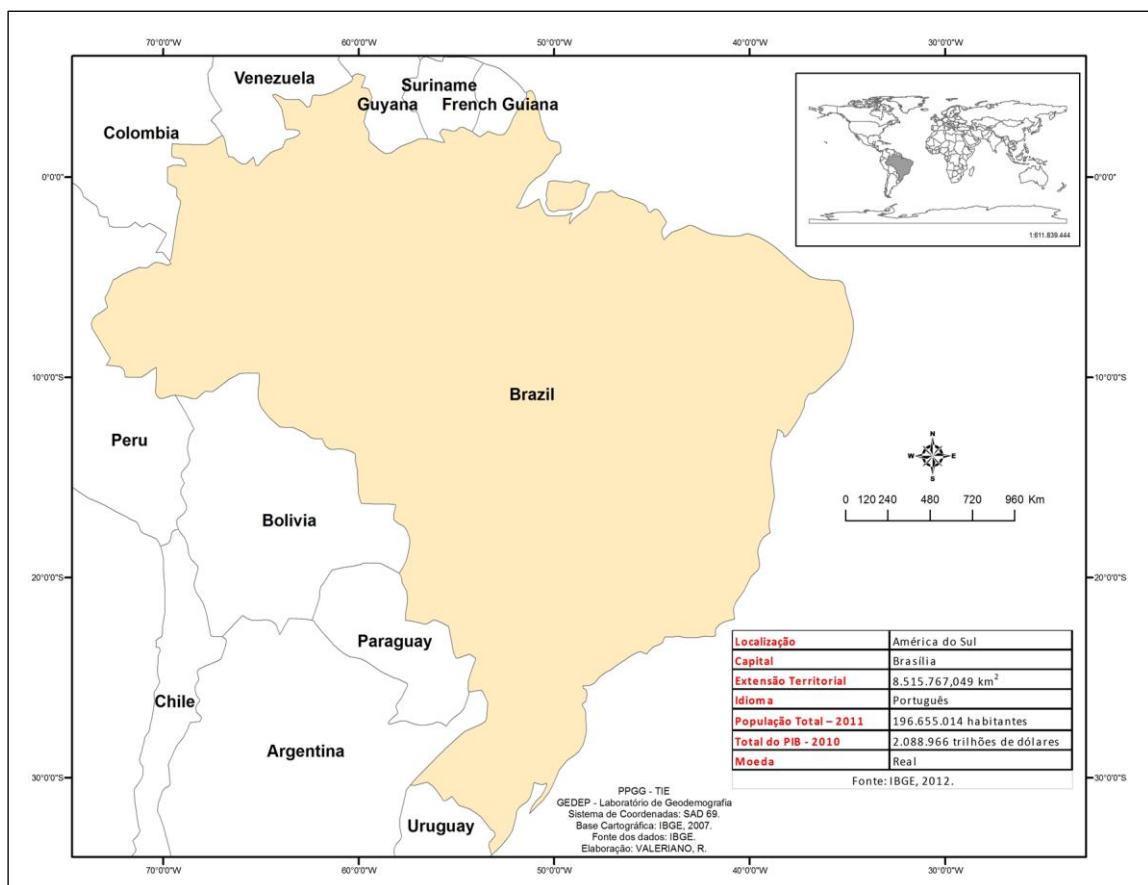 70°0'0"W 60°0'0"W 50°0'0"W 40°0'0"W 30°0'0"W
Venezuela
Suriname
Guyana French Guiana
Colombia
0°0'0" 0°0'0"
1:611.839.444
10°0'0"S Brazil 10°0'0"S
Peru
N
W E
S
0 120 240 480 720 960 Km
Bolivia
20°0'0"S 20°0'0"S
Paraguay
Chile
Argentina
Localização América do Sul
Capital Brasília
Extensão Territorial 8.515.767,049 km²
Idioma Português
População Total – 2011 196.655.014 habitantes
Total do PIB - 2010 2.088.966 trilhões de dólares
Moeda Real
Fonte: IBGE, 2012.
30°0'0"S 30°0'0"S
Uruguay
PPGG - TIE
GEDEP - Laboratório de Geodemografia
Sistema de Coordenadas: SAD 69.
Base Cartográfica: IBGE, 2007.
Fonte dos dados: IBGE.
Elaboração: VALERIANO, R.
70°0'0"W 60°0'0"W 50°0'0"W 40°0'0"W 30°0'0"W